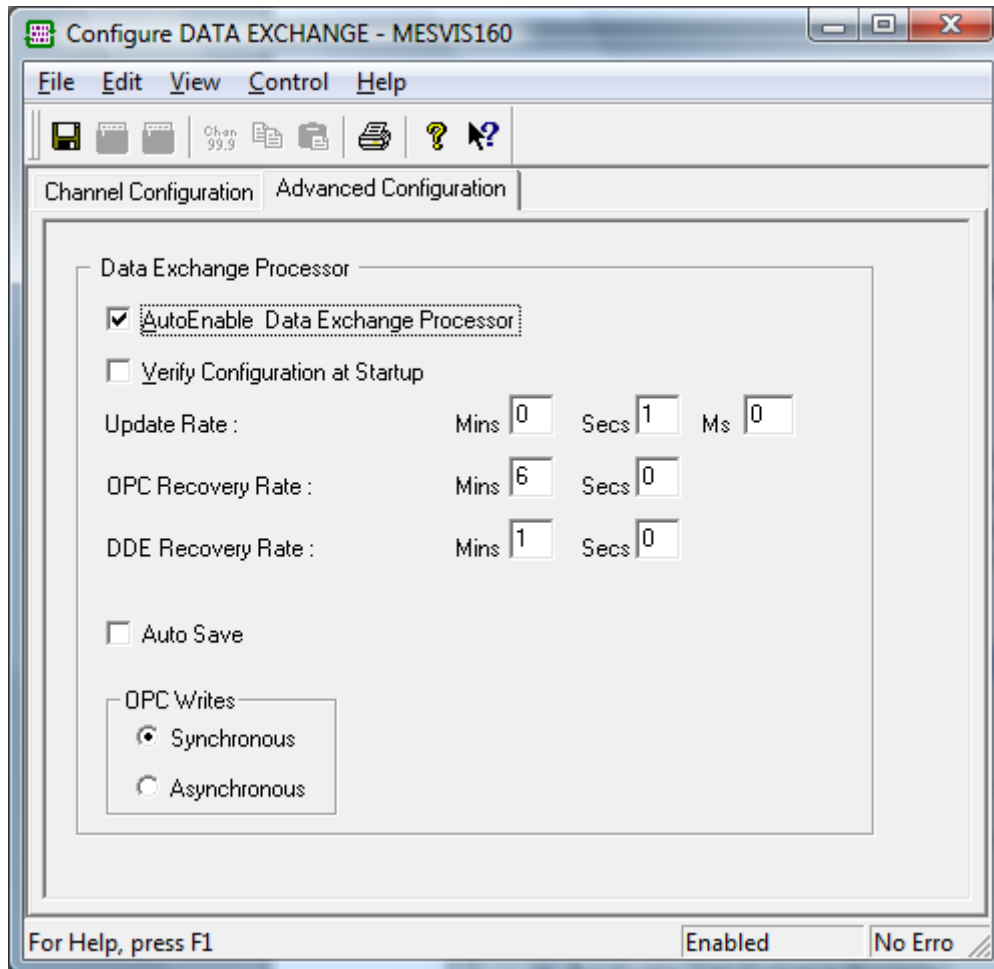 Configure DATA EXCHANGE - MESVIS160
File Edit View Control Help
Chan
99.9
Channel Configuration Advanced Configuration
Data Exchange Processor
AutoEnable Data Exchange Processor
Verify Configuration at Startup
Update Rate : Mins 0 Secs 1 Ms 0
OPC Recovery Rate : Mins 6 Secs 0
DDE Recovery Rate : Mins 1 Secs 0
Auto Save
OPC Writes
Synchronous
Asynchronous
For Help, press F1 Enabled No Erro